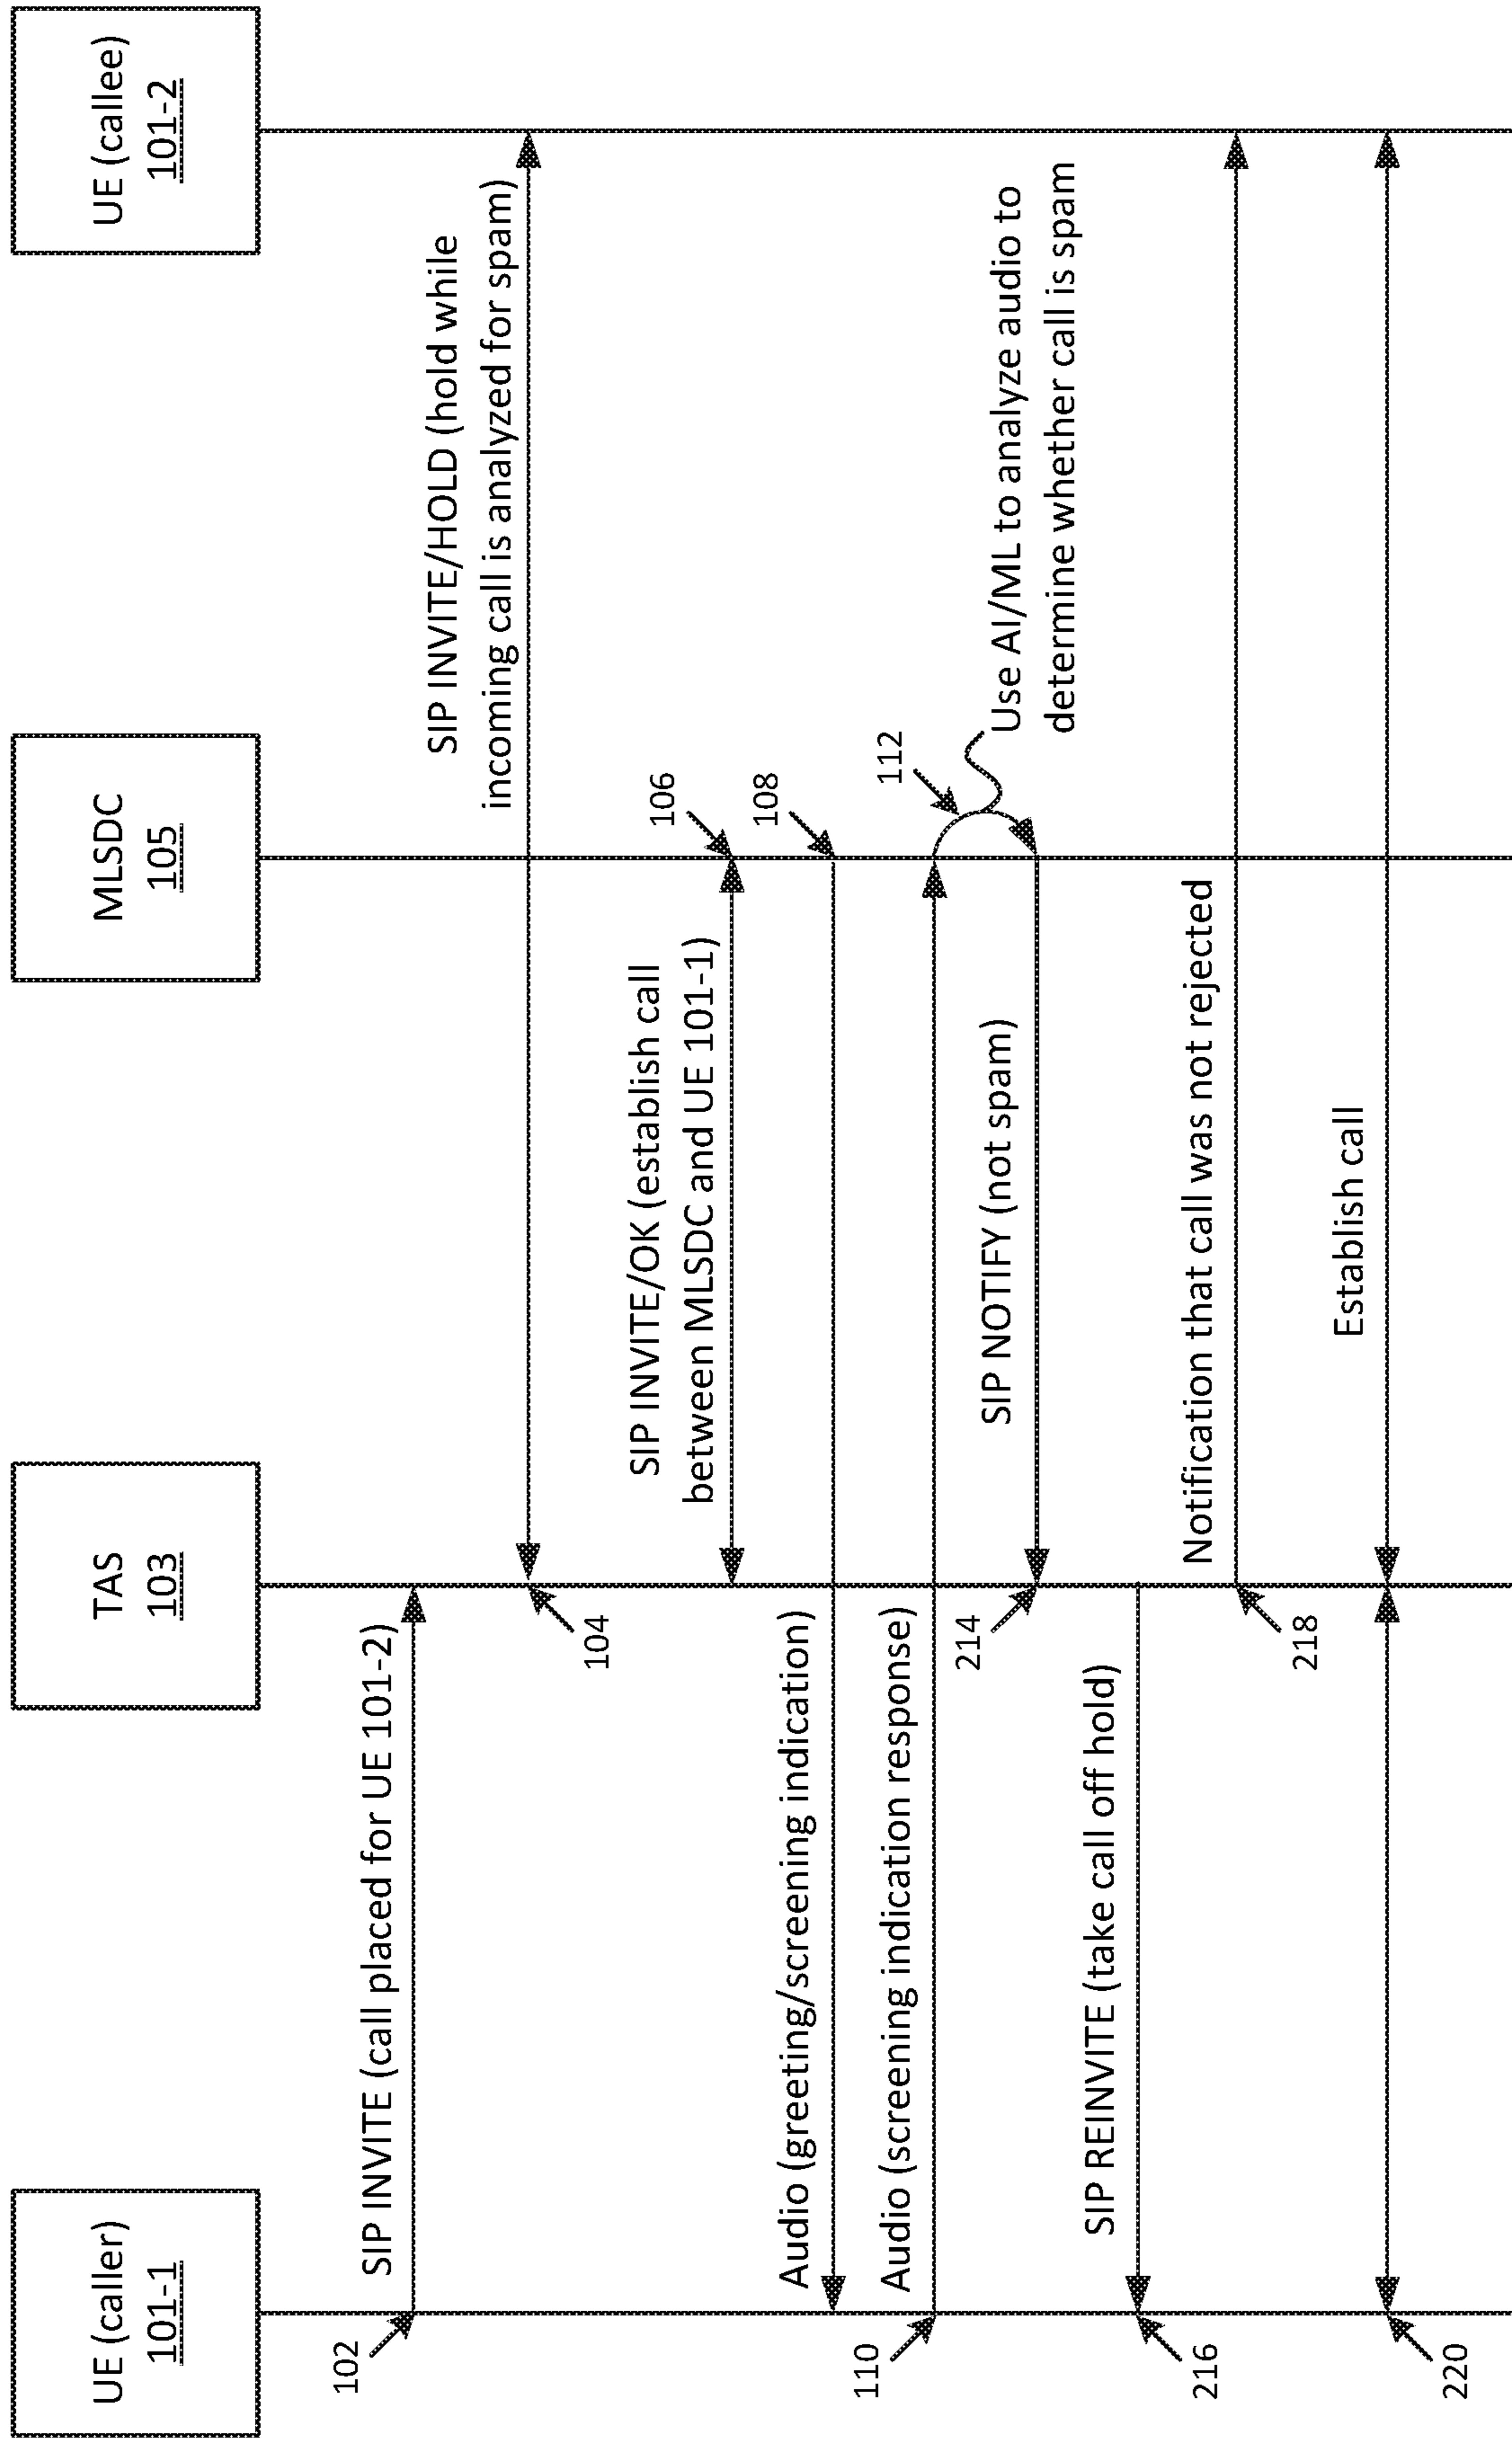 UE (caller)
101-1
TAS
103
MLSDC
105
UE (callee)
101-2
102
SIP INVITE (call placed for UE 101-2)
104
SIP INVITE/HOLD (hold while
incoming call is analyzed for spam)
SIP INVITE/OK (establish call
between MLSDC and UE 101-1)
106
Audio (greeting/screening indication)
108
110
Audio (screening indication response)
112
Use AI/ML to analyze audio to
determine whether call is spam
214
SIP NOTIFY (not spam)
216
SIP REINVITE (take call off hold)
218
Notification that call was not rejected
220
Establish call